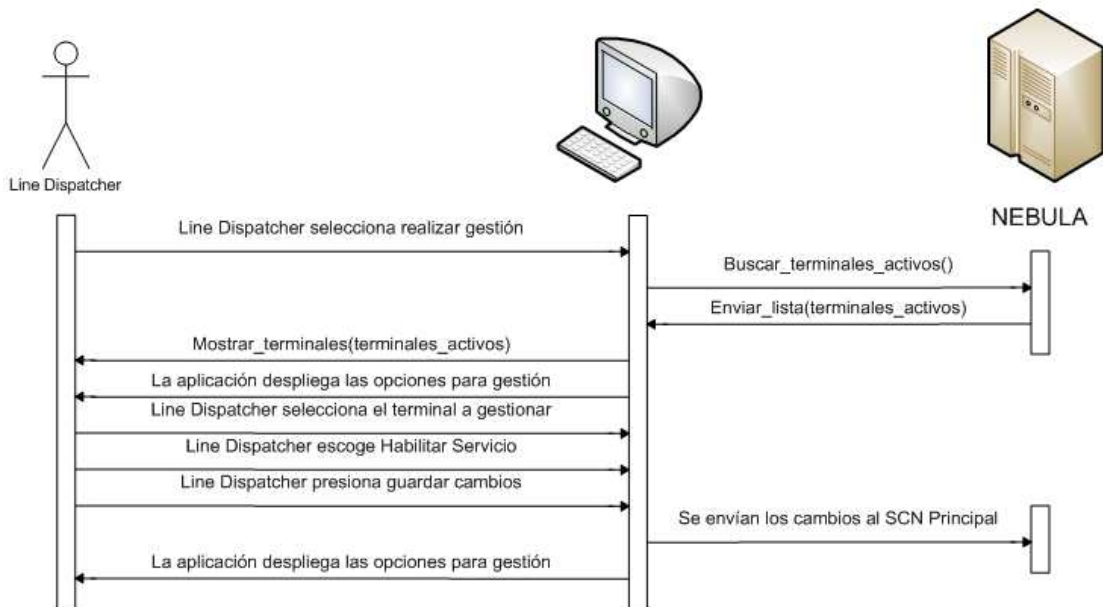 Line Dispatcher
NEBULA
Line Dispatcher selecciona realizar gestión
Buscar_terminales_activos()
Enviar_lista(terminales_activos)
Mostrar_terminales(terminales_activos)
La aplicación despliega las opciones para gestión
Line Dispatcher selecciona el terminal a gestionar
Line Dispatcher escoge Habilitar Servicio
Line Dispatcher presiona guardar cambios
Se envían los cambios al SCN Principal
La aplicación despliega las opciones para gestión